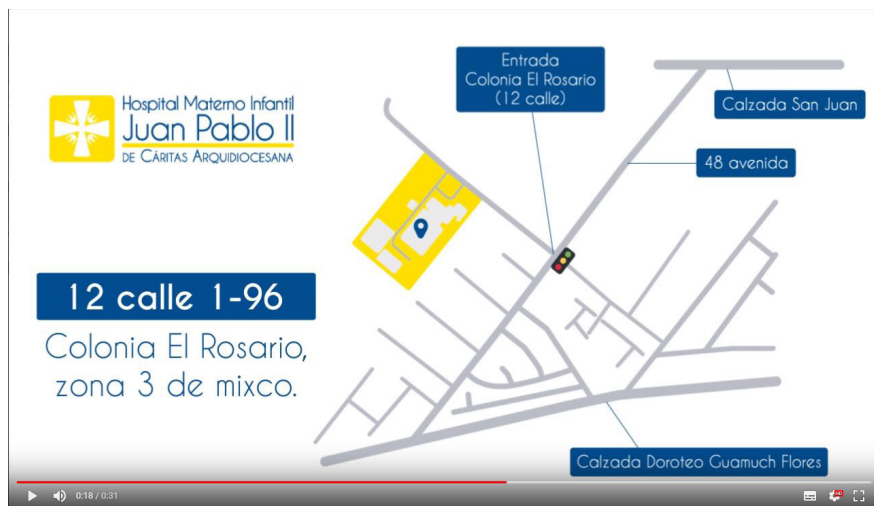 Hospital Materno Infantil
Juan Pablo II
DE CÁRITAS ARQUIDIOCESANA
Entrada
Colonia El Rosario
(12 calle)
Calzada San Juan
48 avenida
12 calle 1-96
Colonia El Rosario,
zona 3 de mixco.
Calzada Doroteo Guamuch Flores
0:18 / 0:31